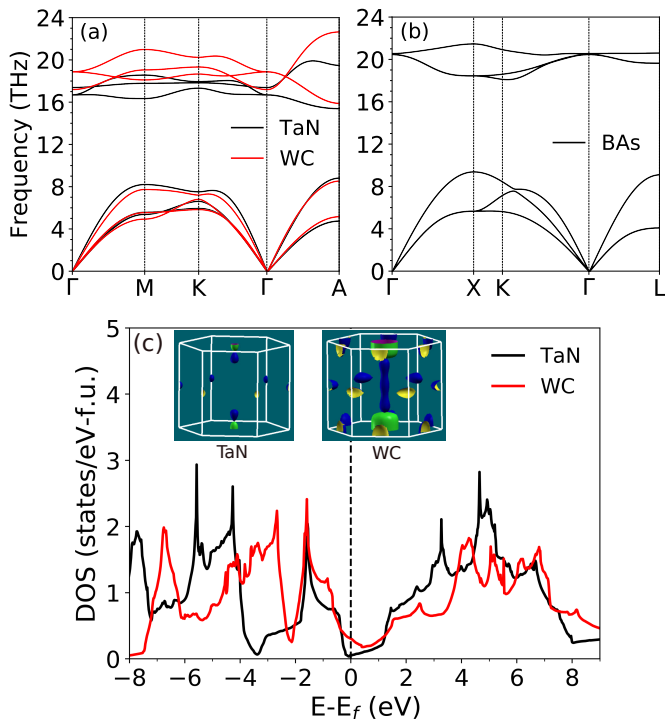 (a)
(b)
24
20
16
12
8
4
0
Frequency (THz)
TaN
WC
Γ
M
K
Γ
A
24
20
16
12
8
4
0
BAs
Γ
X
K
Γ
L
(c)
5
4
3
2
1
0
DOS (states/eV-f.u.)
TaN
WC
TaN
WC
−8
−6
−4
−2
0
2
4
6
8
E-E_f (eV)